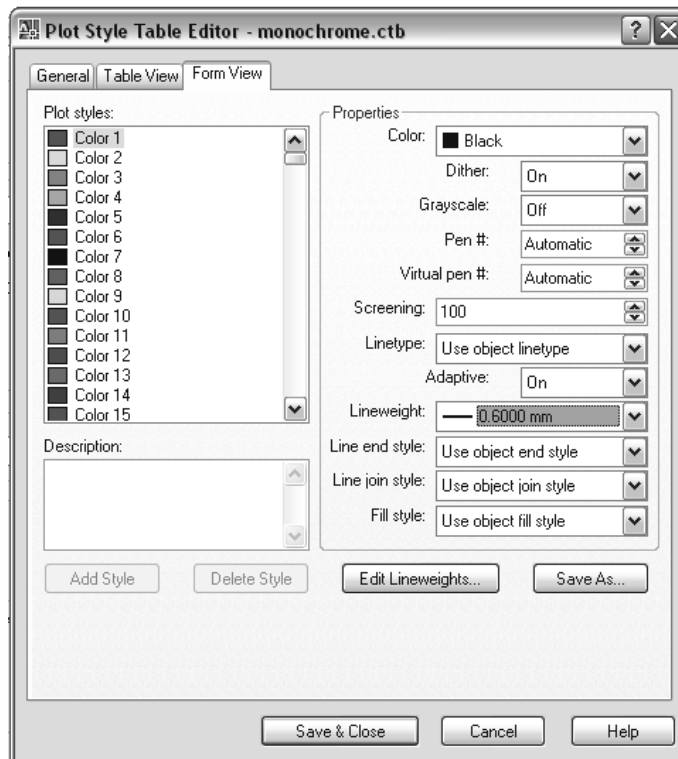 Plot Style Table Editor - monochrome.ctb
General Table View Form View
Plot styles:
Color 1
Color 2
Color 3
Color 4
Color 5
Color 6
Color 7
Color 8
Color 9
Color 10
Color 11
Color 12
Color 13
Color 14
Color 15
Description:
Add Style Delete Style
Properties
Color: Black
Dither: On
Grayscale: Off
Pen #: Automatic
Virtual pen #: Automatic
Screening: 100
Linetype: Use object linetype
Adaptive: On
Lineweight: 0.6000 mm
Line end style: Use object end style
Line join style: Use object join style
Fill style: Use object fill style
Edit Lineweights... Save As...
Save & Close Cancel Help